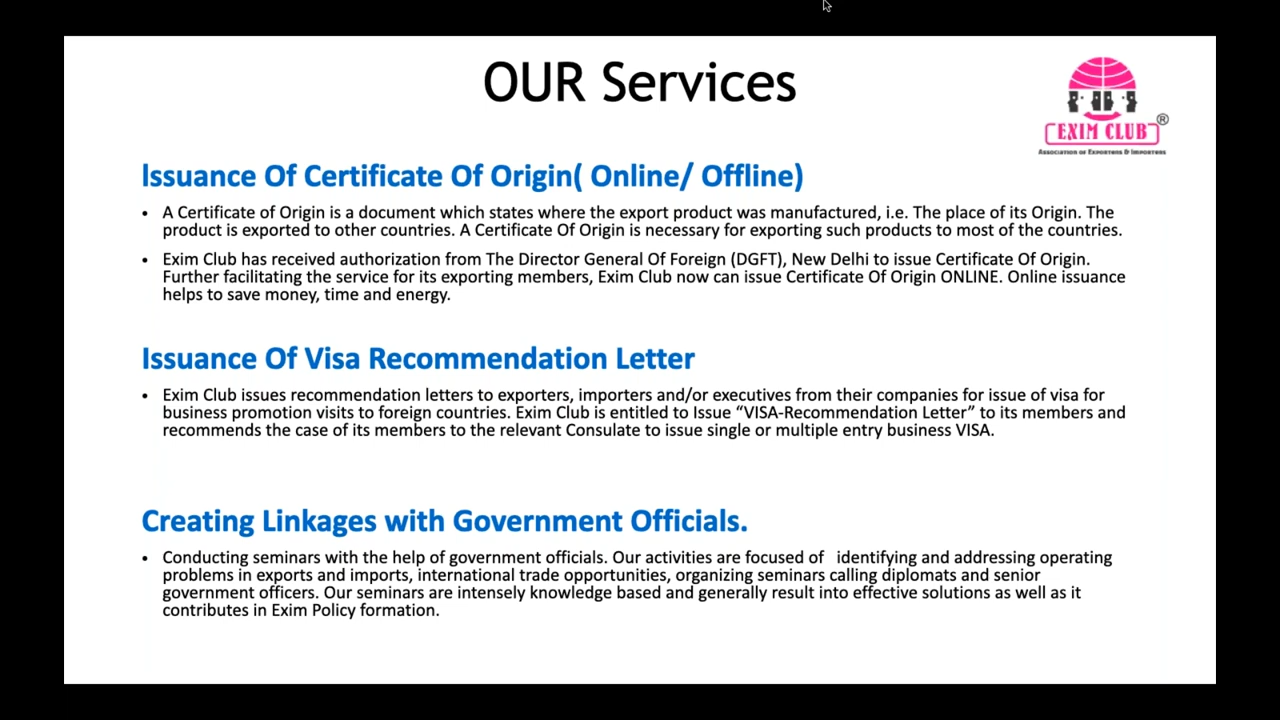 OUR Services
EXIM CLUB
®
Association of Exporters & Importers
Issuance Of Certificate Of Origin( Online/ Offline)
• A Certificate of Origin is a document which states where the export product was manufactured, i.e. The place of its Origin. The
product is exported to other countries. A Certificate Of Origin is necessary for exporting such products to most of the countries.
• Exim Club has received authorization from The Director General Of Foreign (DGFT), New Delhi to issue Certificate Of Origin.
Further facilitating the service for its exporting members, Exim Club now can issue Certificate Of Origin ONLINE. Online issuance
helps to save money, time and energy.
Issuance Of Visa Recommendation Letter
• Exim Club issues recommendation letters to exporters, importers and/or executives from their companies for issue of visa for
business promotion visits to foreign countries. Exim Club is entitled to Issue “VISA-Recommendation Letter” to its members and
recommends the case of its members to the relevant Consulate to issue single or multiple entry business VISA.
Creating Linkages with Government Officials.
• Conducting seminars with the help of government officials. Our activities are focused of identifying and addressing operating
problems in exports and imports, international trade opportunities, organizing seminars calling diplomats and senior
government officers. Our seminars are intensely knowledge based and generally result into effective solutions as well as it
contributes in Exim Policy formation.